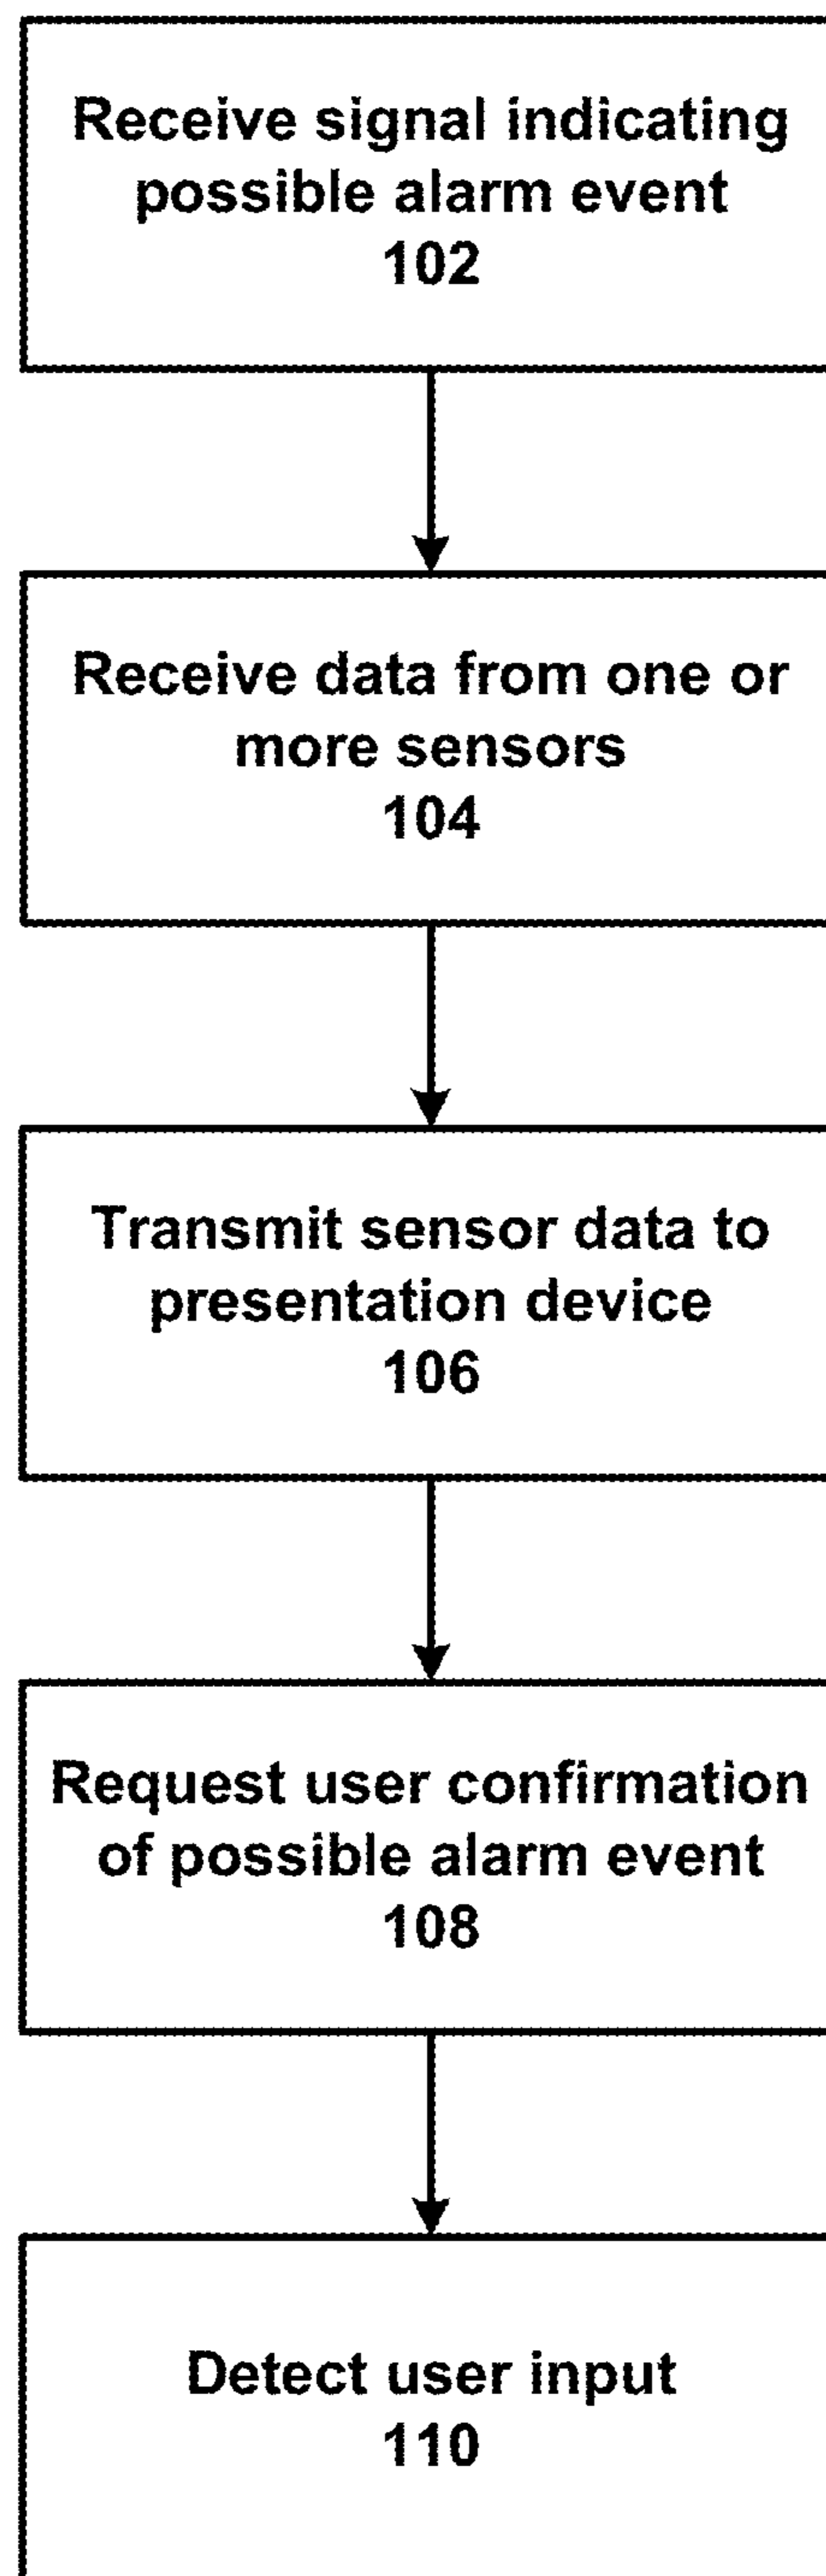 Receive signal indicating
possible alarm event
102
Receive data from one or
more sensors
104
Transmit sensor data to
presentation device
106
Request user confirmation
of possible alarm event
108
Detect user input
110